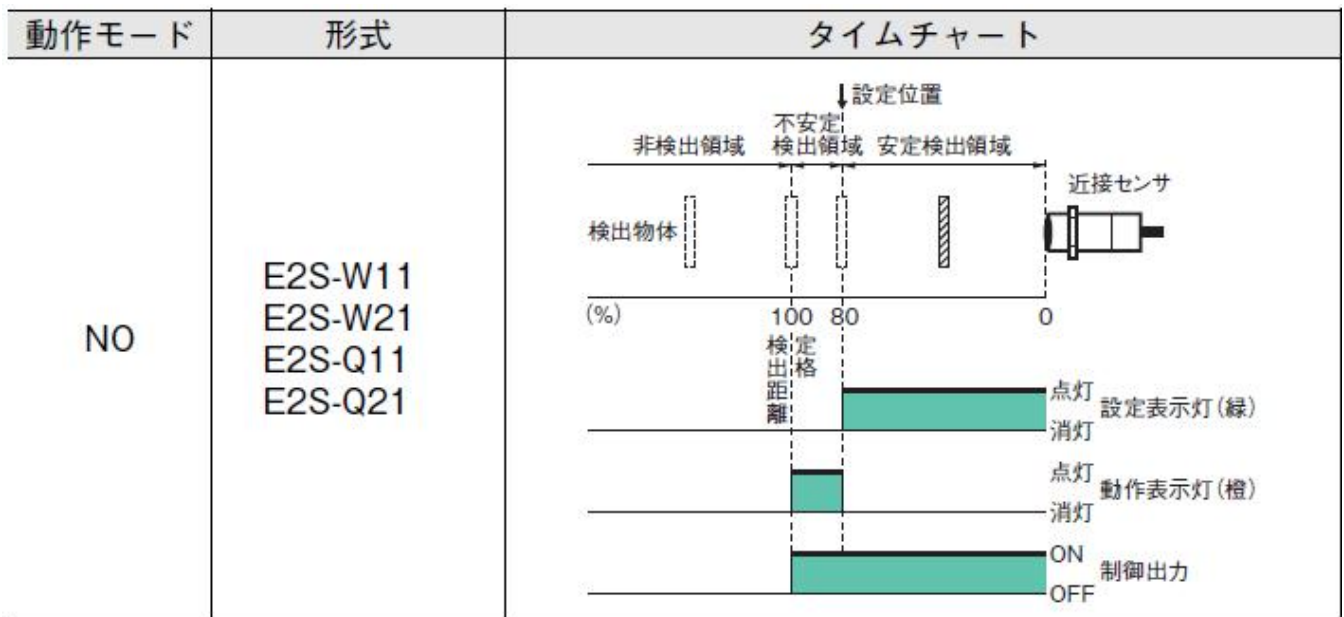 動作モード 形式 タイムチャート
設定位置
不安定
非検出領域 検出領域 安定検出領域
近接センサ
検出物体
E2S-W11
E2S-W21
E2S-Q11
E2S-Q21
NO
(%) 100 80 0
定格
検出距離
点灯
設定表示灯(緑)
消灯
点灯
動作表示灯(橙)
消灯
ON
制御出力
OFF